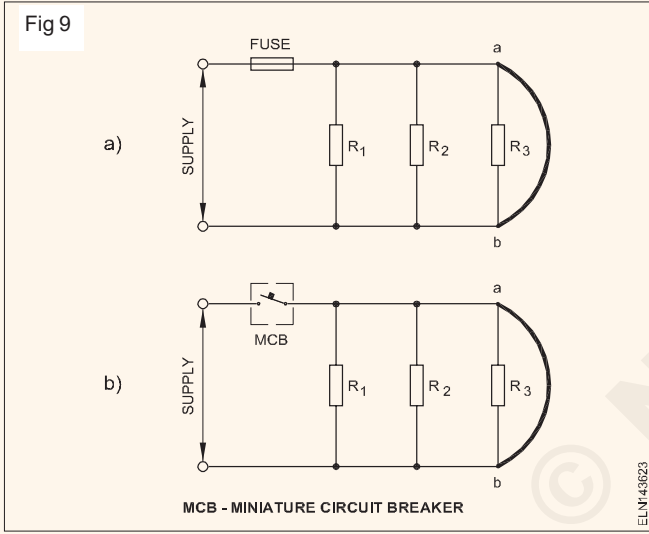 Fig 9
FUSE
a
a)
SUPPLY
R1
R2
R3
b
a
MCB
b)
SUPPLY
R1
R2
R3
b
MCB - MINIATURE CIRCUIT BREAKER
ELN143623
©